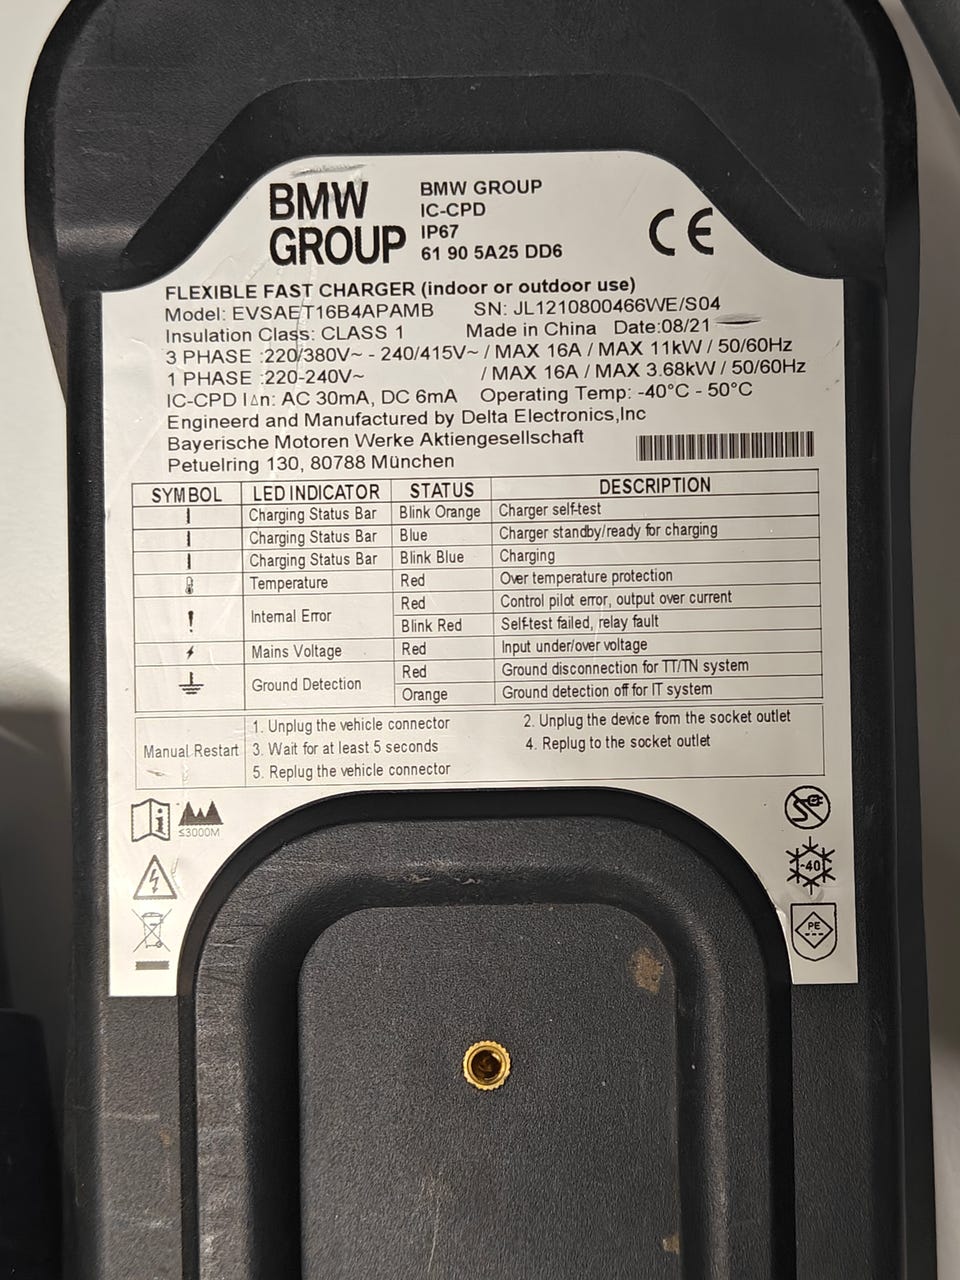 BMW GROUP
BMW GROUP
IC-CPD
IP67
61 90 5A25 DD6
CE
FLEXIBLE FAST CHARGER (indoor or outdoor use)
Model: EVSAET16B4APAMB SN: JL1210800466WE/S04
Insulation Class: CLASS 1 Made in China Date:08/21
3 PHASE :220/380V~ - 240/415V~ / MAX 16A / MAX 11kW / 50/60Hz
1 PHASE :220-240V~ / MAX 16A / MAX 3.68kW / 50/60Hz
IC-CPD I∆n: AC 30mA, DC 6mA Operating Temp: -40°C - 50°C
Engineerd and Manufactured by Delta Electronics,Inc
Bayerische Motoren Werke Aktiengesellschaft
Petuelring 130, 80788 München
SYMBOL LED INDICATOR STATUS DESCRIPTION
Charging Status Bar Blink Orange Charger self-test
Charging Status Bar Blue Charger standby/ready for charging
Charging Status Bar Blink Blue Charging
Temperature Red Over temperature protection
Internal Error Red Control pilot error, output over current
Blink Red Self-test failed, relay fault
Mains Voltage Red Input under/over voltage
Ground Detection Red Ground disconnection for TT/TN system
Orange Ground detection off for IT system
Manual Restart
1. Unplug the vehicle connector 2. Unplug the device from the socket outlet
3. Wait for at least 5 seconds 4. Replug to the socket outlet
5. Replug the vehicle connector
≤3000M
-40
PE